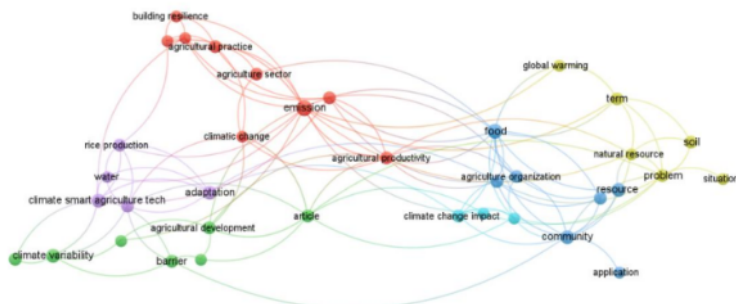 building resilience
agricultural practice
agriculture sector
global warming
emission
term
food
climatic change
soil
rice production
agricultural productivity
natural resource
water
agriculture organization
problem
situation
adaptation
resource
climate smart agriculture tech
article
climate change impact
agricultural development
community
climate variability
barrier
application